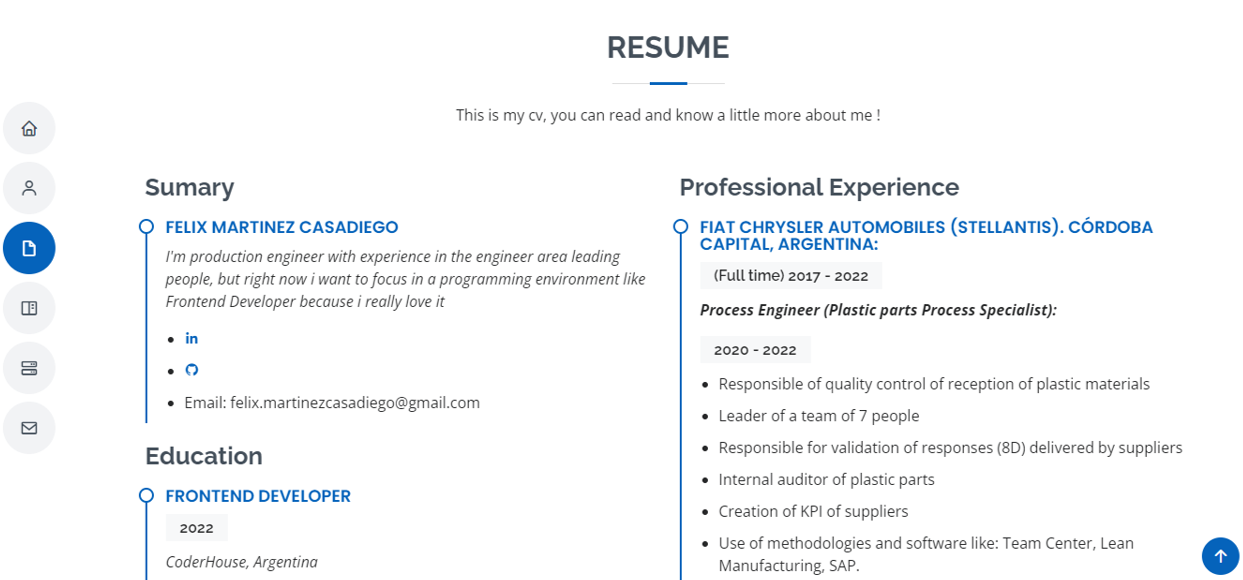 RESUME
This is my cv, you can read and know a little more about me !
Sumary
FELIX MARTINEZ CASADIEGO
I'm production engineer with experience in the engineer area leading
people, but right now i want to focus in a programming environment like
Frontend Developer because i really love it
in
Email: felix.martinezcasadiego@gmail.com
Education
FRONTEND DEVELOPER
2022
CoderHouse, Argentina
Professional Experience
FIAT CHRYSLER AUTOMOBILES (STELLANTIS). CÓRDOBA
CAPITAL, ARGENTINA:
(Full time) 2017 - 2022
Process Engineer (Plastic parts Process Specialist):
2020 - 2022
Responsible of quality control of reception of plastic materials
Leader of a team of 7 people
Responsible for validation of responses (8D) delivered by suppliers
Internal auditor of plastic parts
Creation of KPI of suppliers
Use of methodologies and software like: Team Center, Lean
Manufacturing, SAP.